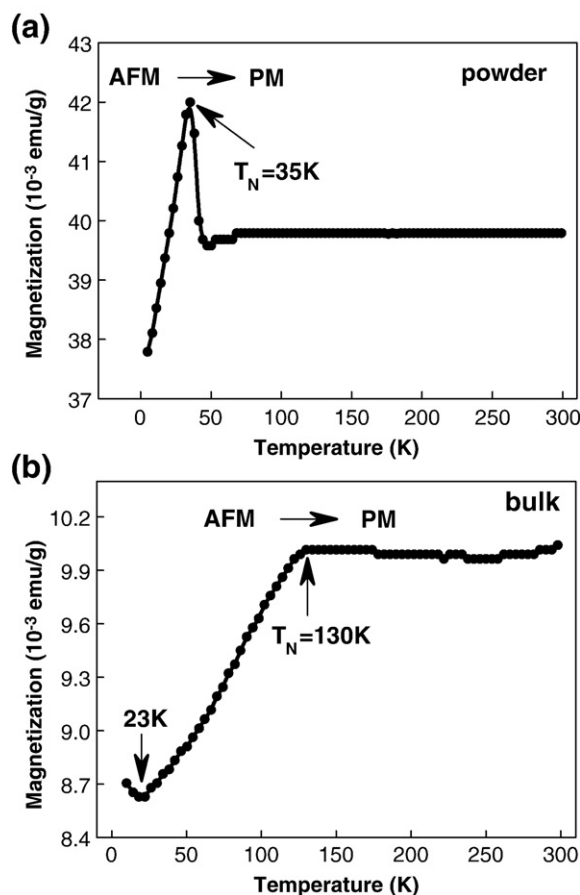 (a)
43
42
41
40
39
38
37
Magnetization (10⁻³ emu/g)
AFM → PM
powder
T_N=35K
0 50 100 150 200 250 300
Temperature (K)
(b)
10.2
9.9
9.6
9.3
9.0
8.7
8.4
Magnetization (10⁻³ emu/g)
bulk
AFM → PM
T_N=130K
23K
0 50 100 150 200 250 300
Temperature (K)